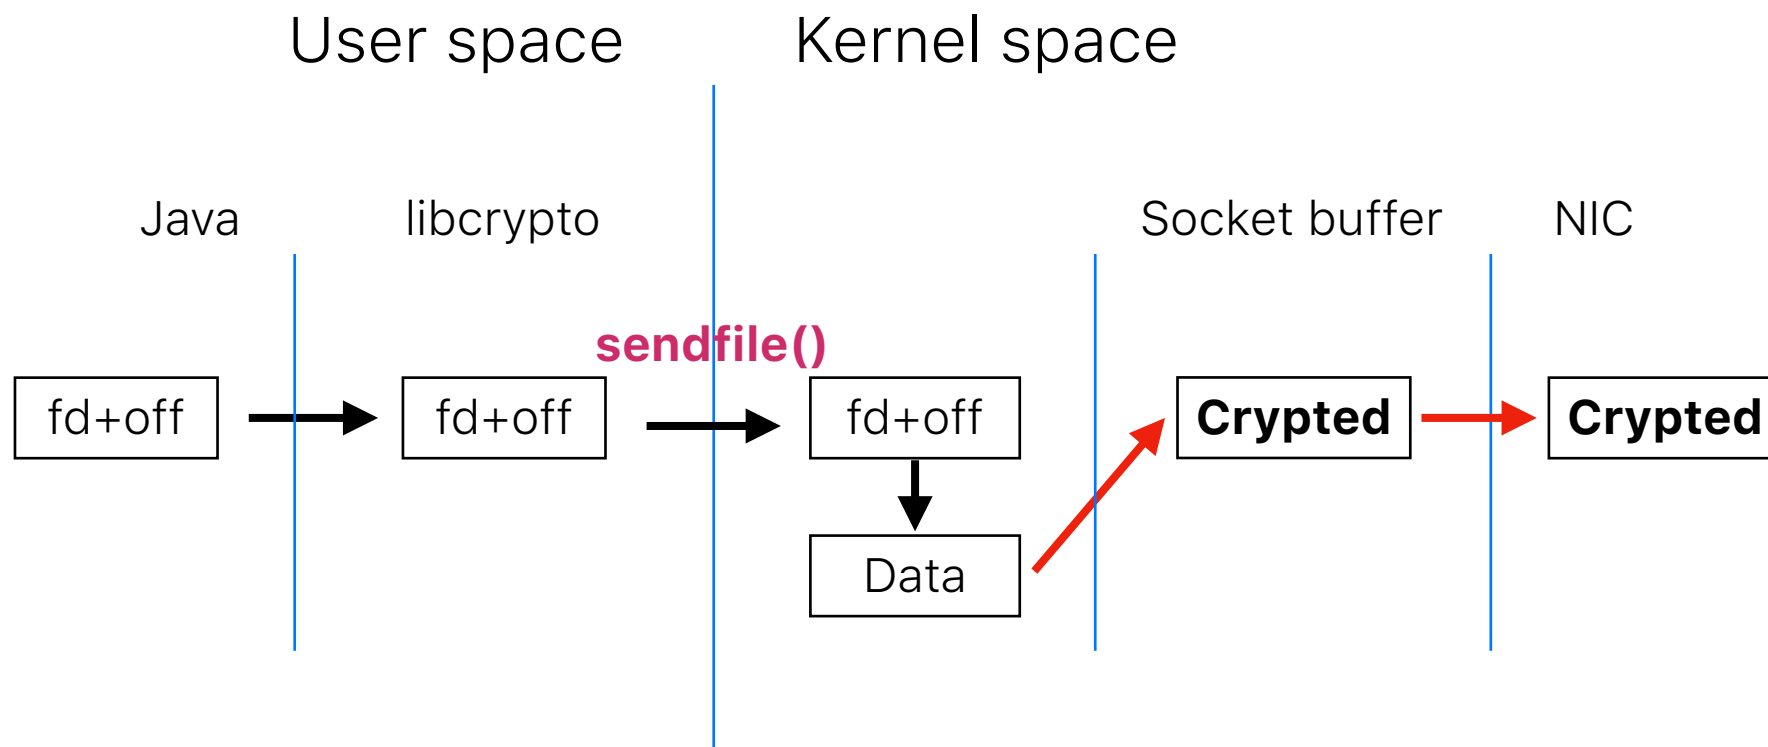 User space
Kernel space
Java
libcrypto
Socket buffer
NIC
sendfile()
fd+off
fd+off
fd+off
Crypted
Crypted
Data